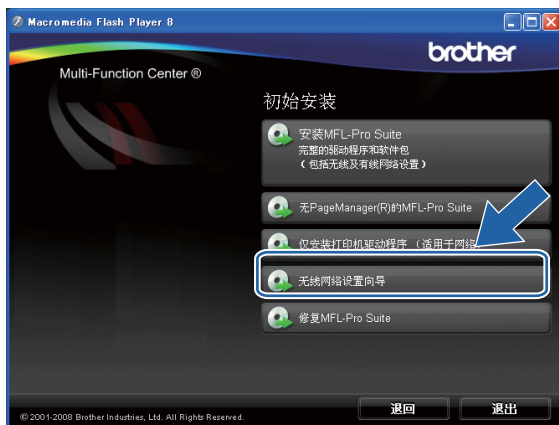 Macromedia Flash Player 8
brother
Multi-Function Center ®
初始安装
安装MFL-Pro Suite
完整的驱动程序和软件包
（包括无线及有线网络设置）
无PageManager(R)的MFL-Pro Suite
仅安装打印机驱动程序 （适用于网络
无线网络设置向导
修复MFL-Pro Suite
退回
退出
© 2001-2008 Brother Industries, Ltd. All Rights Reserved.